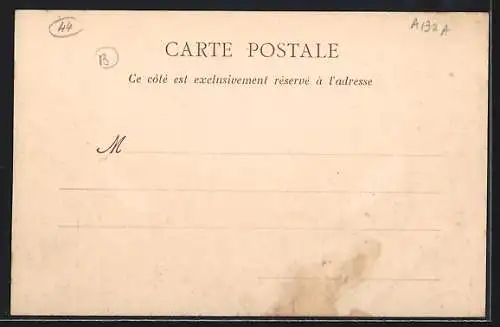 44
A132A
B
CARTE POSTALE
Ce côté est exclusivement réservé à l'adresse
M